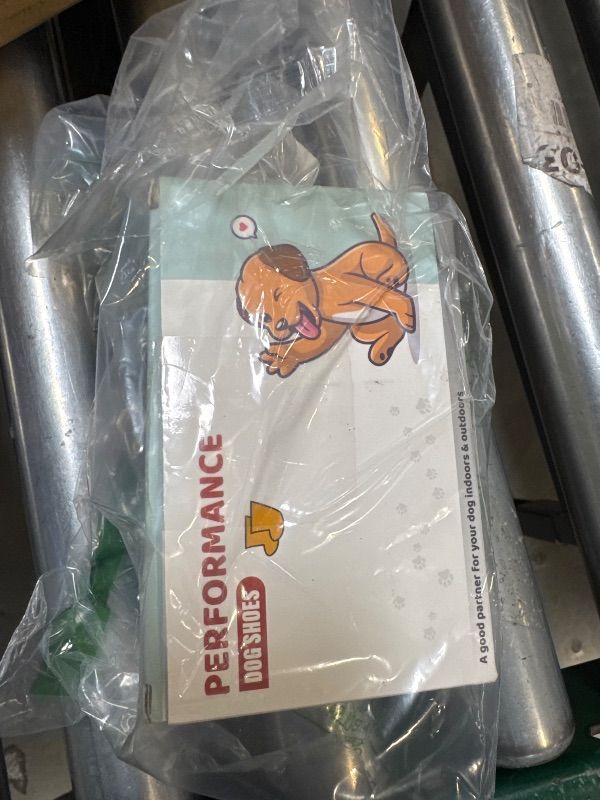 PERFORMANCE
DOG SHOES
A good partner for your dog indoors & outdoors